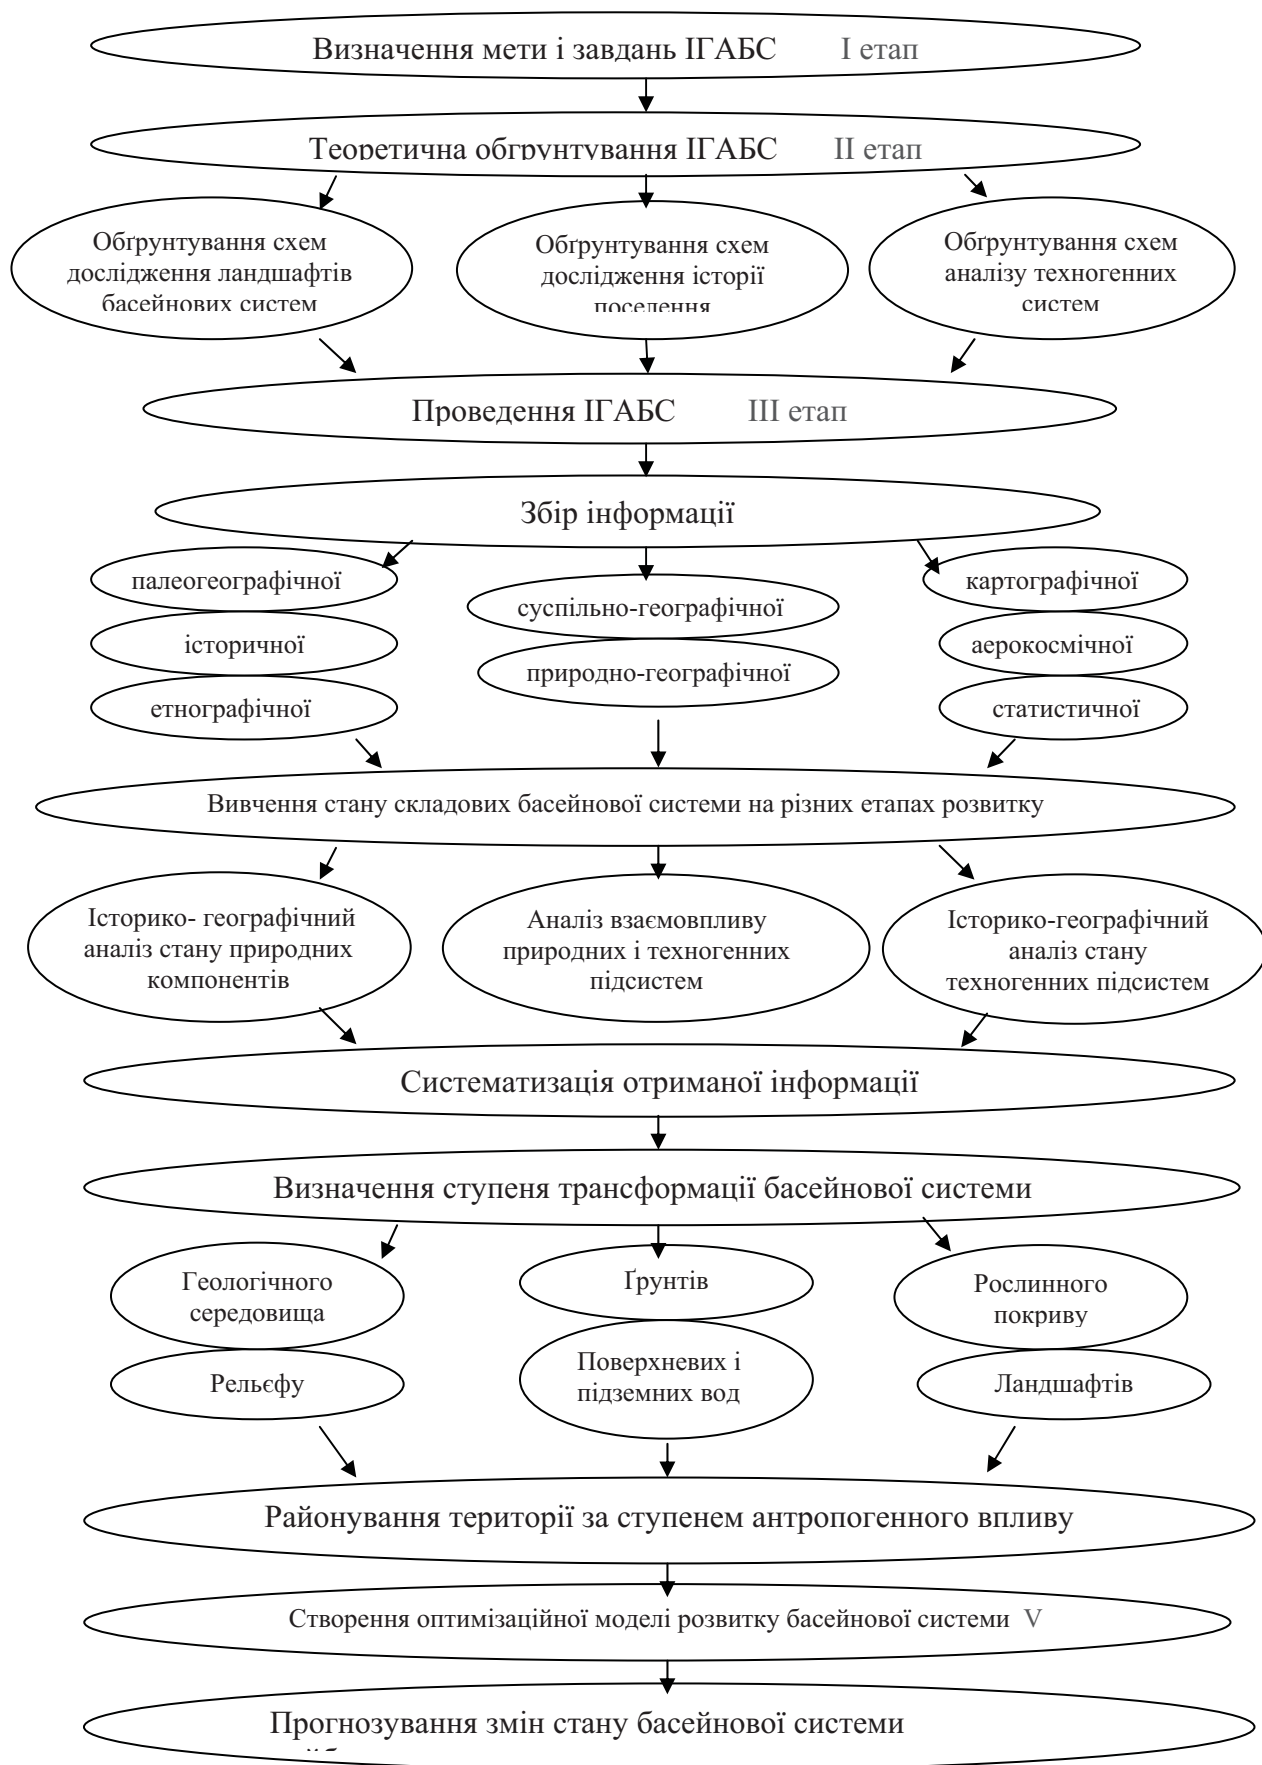 Визначення мети і завдань ІГАБС І етап
Теоретична обгрунтування ІГАБС ІІ етап
Обґрунтування схем
дослідження ландшафтів
басейнових систем
Обґрунтування схем
дослідження історії
поселення
Обґрунтування схем
аналізу техногенних
систем
Проведення ІГАБС ІІІ етап
Збір інформації
палеогеографічної
історичної
етнографічної
суспільно-географічної
природно-географічної
картографічної
аерокосмічної
статистичної
Вивчення стану складових басейнової системи на різних етапах розвитку
Історико- географічний
аналіз стану природних
компонентів
Аналіз взаємовпливу
природних і техногенних
підсистем
Історико-географічний
аналіз стану
техногенних підсистем
Систематизація отриманої інформації
Визначення ступеня трансформації басейнової системи
Геологічного
середовища
Рельєфу
Ґрунтів
Поверхневих і
підземних вод
Рослинного
покриву
Ландшафтів
Районування території за ступенем антропогенного впливу
Створення оптимізаційної моделі розвитку басейнової системи V
Прогнозування змін стану басейнової системи